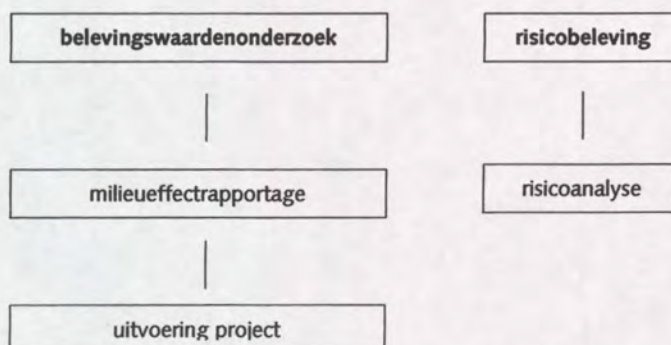 belevingswaardenonderzoek
risicobeleving
milieueffectrapportage
risicoanalyse
uitvoering project